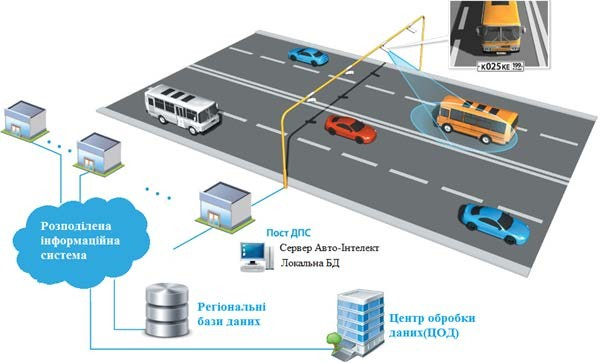 К025КЕ 199
Розподілена
інформаційна
система
Пост ДПС
Сервер Авто-Інтелект
Локальна БД
Регіональні
бази даних
Центр обробки
даних(ЦОД)